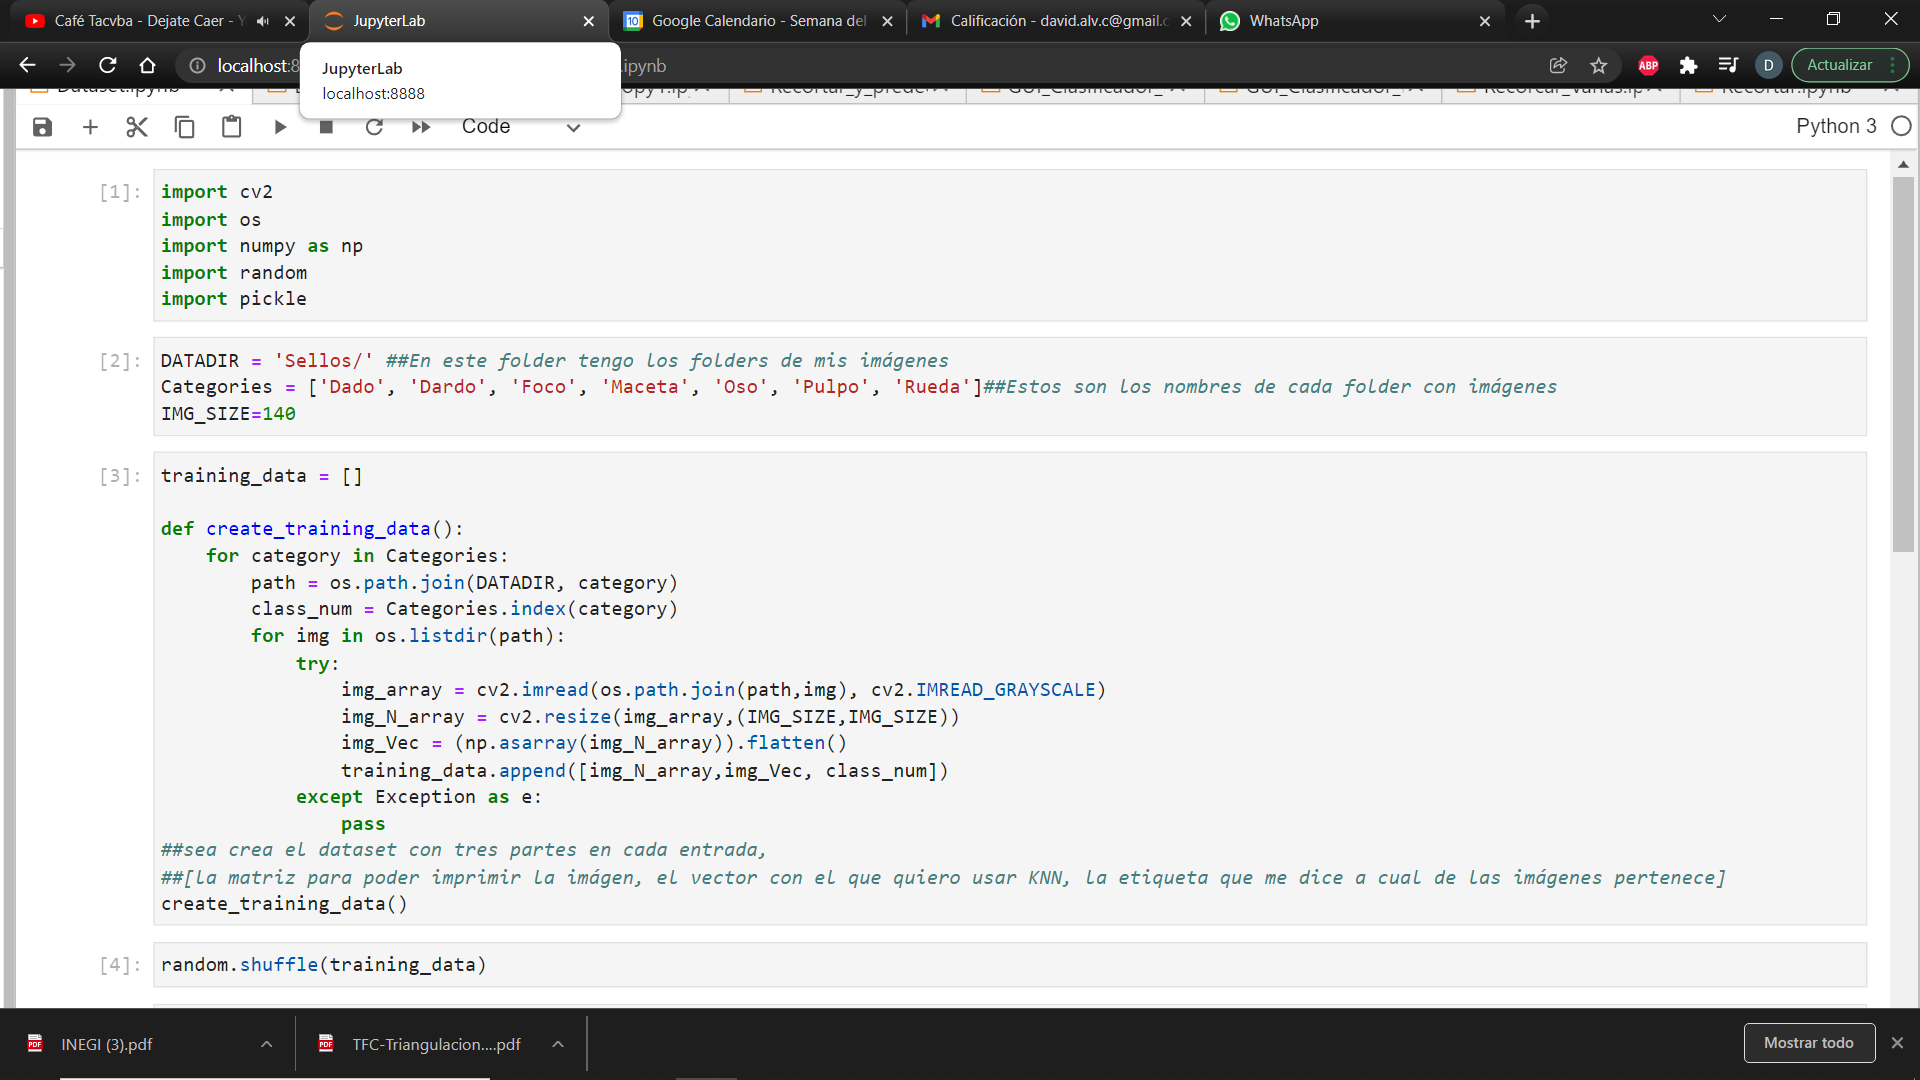 Café Tacvba - Dejate Caer - Y
JupyterLab
Google Calendario - Semana del
Calificación - david.alv.c@gmail.c
WhatsApp
localhost:8
.ipynb
ABP
D
Actualizar
JupyterLab
localhost:8888
Dataset.ipynb
Recortar_y_prede
GUI_Clasificador_
GUI_Clasificador_
Recortar.ipynb
Code
Python 3
[1]:
import cv2
import os
import numpy as np
import random
import pickle
[2]:
DATADIR = 'Sellos/' ##En este folder tengo los folders de mis imágenes
Categories = ['Dado', 'Dardo', 'Foco', 'Maceta', 'Oso', 'Pulpo', 'Rueda']##Estos son los nombres de cada folder con imágenes
IMG_SIZE=140
[3]:
training_data = []
def create_training_data():
for category in Categories:
path = os.path.join(DATADIR, category)
class_num = Categories.index(category)
for img in os.listdir(path):
try:
img_array = cv2.imread(os.path.join(path,img), cv2.IMREAD_GRAYSCALE)
img_N_array = cv2.resize(img_array,(IMG_SIZE,IMG_SIZE))
img_Vec = (np.asarray(img_N_array)).flatten()
training_data.append([img_N_array,img_Vec, class_num])
except Exception as e:
pass
##sea crea el dataset con tres partes en cada entrada,
##[la matriz para poder imprimir la imágen, el vector con el que quiero usar KNN, la etiqueta que me dice a cual de las imágenes pertenece]
create_training_data()
[4]:
random.shuffle(training_data)
INEGI (3).pdf
TFC-Triangulacion....pdf
Mostrar todo